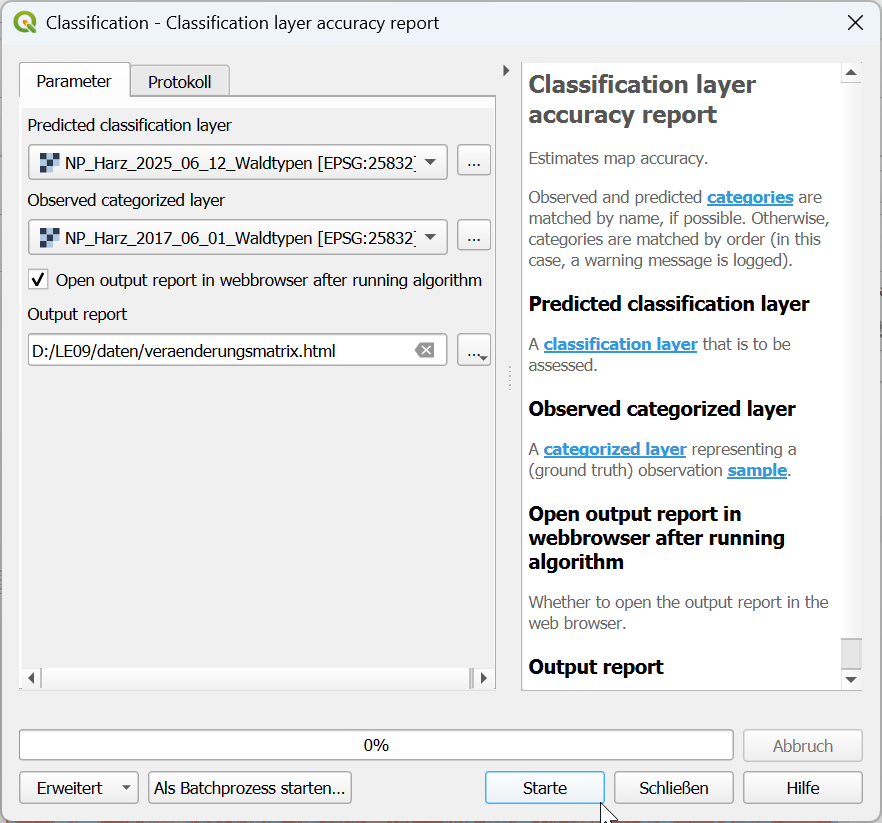 Classification - Classification layer accuracy report
Parameter
Protokoll
Predicted classification layer
NP_Harz_2025_06_12_Waldtypen [EPSG:25832]
...
Observed categorized layer
NP_Harz_2017_06_01_Waldtypen [EPSG:25832]
...
Open output report in webbrowser after running algorithm
Output report
D:/LE09/daten/veraenderungsmatrix.html
...
Classification layer
accuracy report
Estimates map accuracy.
Observed and predicted categories are
matched by name, if possible. Otherwise,
categories are matched by order (in this
case, a warning message is logged).
Predicted classification layer
A classification layer that is to be
assessed.
Observed categorized layer
A categorized layer representing a
(ground truth) observation sample.
Open output report in
webbrowser after running
algorithm
Whether to open the output report in the
web browser.
Output report
0%
Abbruch
Erweitert
Als Batchprozess starten...
Starte
Schließen
Hilfe